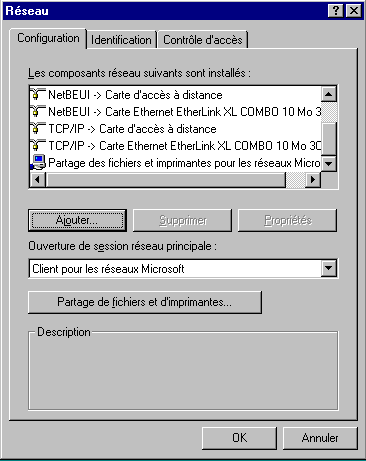 Réseau
Configuration
Identification
Contrôle d'accès
Les composants réseau suivants sont installés :
NetBEUI -> Carte d'accès à distance
NetBEUI -> Carte Ethernet EtherLink XL COMBO 10 Mo 3C
TCP/IP -> Carte d'accès à distance
TCP/IP -> Carte Ethernet EtherLink XL COMBO 10 Mo 3C
Partage des fichiers et imprimantes pour les réseaux Micro
Ajouter...
Supprimer
Propriétés
Ouverture de session réseau principale :
Client pour les réseaux Microsoft
Partage de fichiers et d'imprimantes...
Description
OK
Annuler